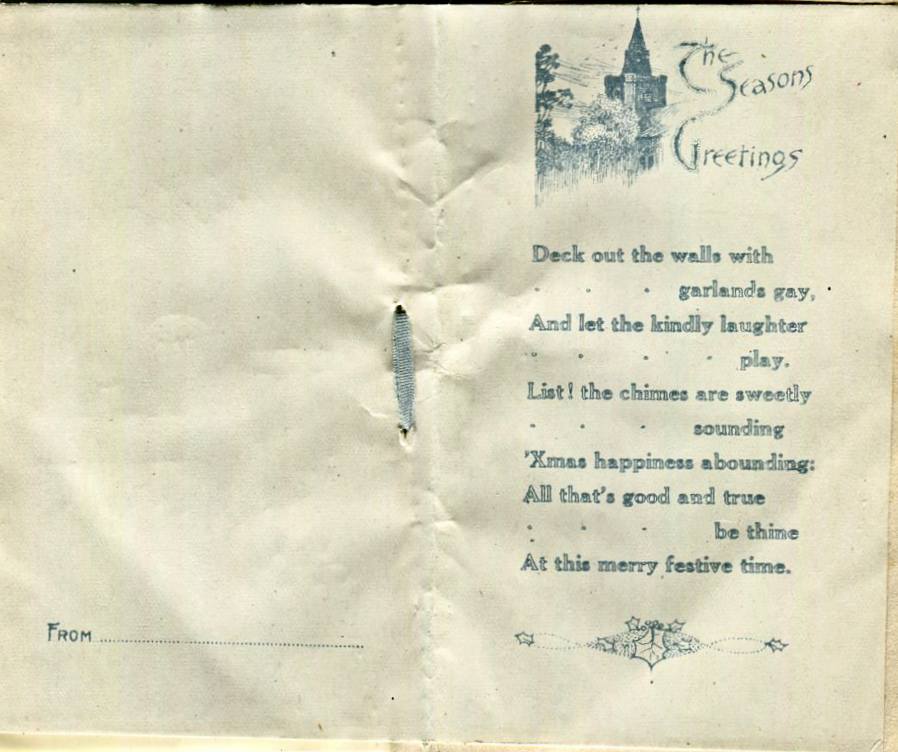 From
The
Seasons
Greetings
Deck out the walls with
garlands gay,
And let the kindly laughter
play.
List! the chimes are sweetly
sounding
'Xmas happiness abounding:
All that's good and true
be thine
At this merry festive time.